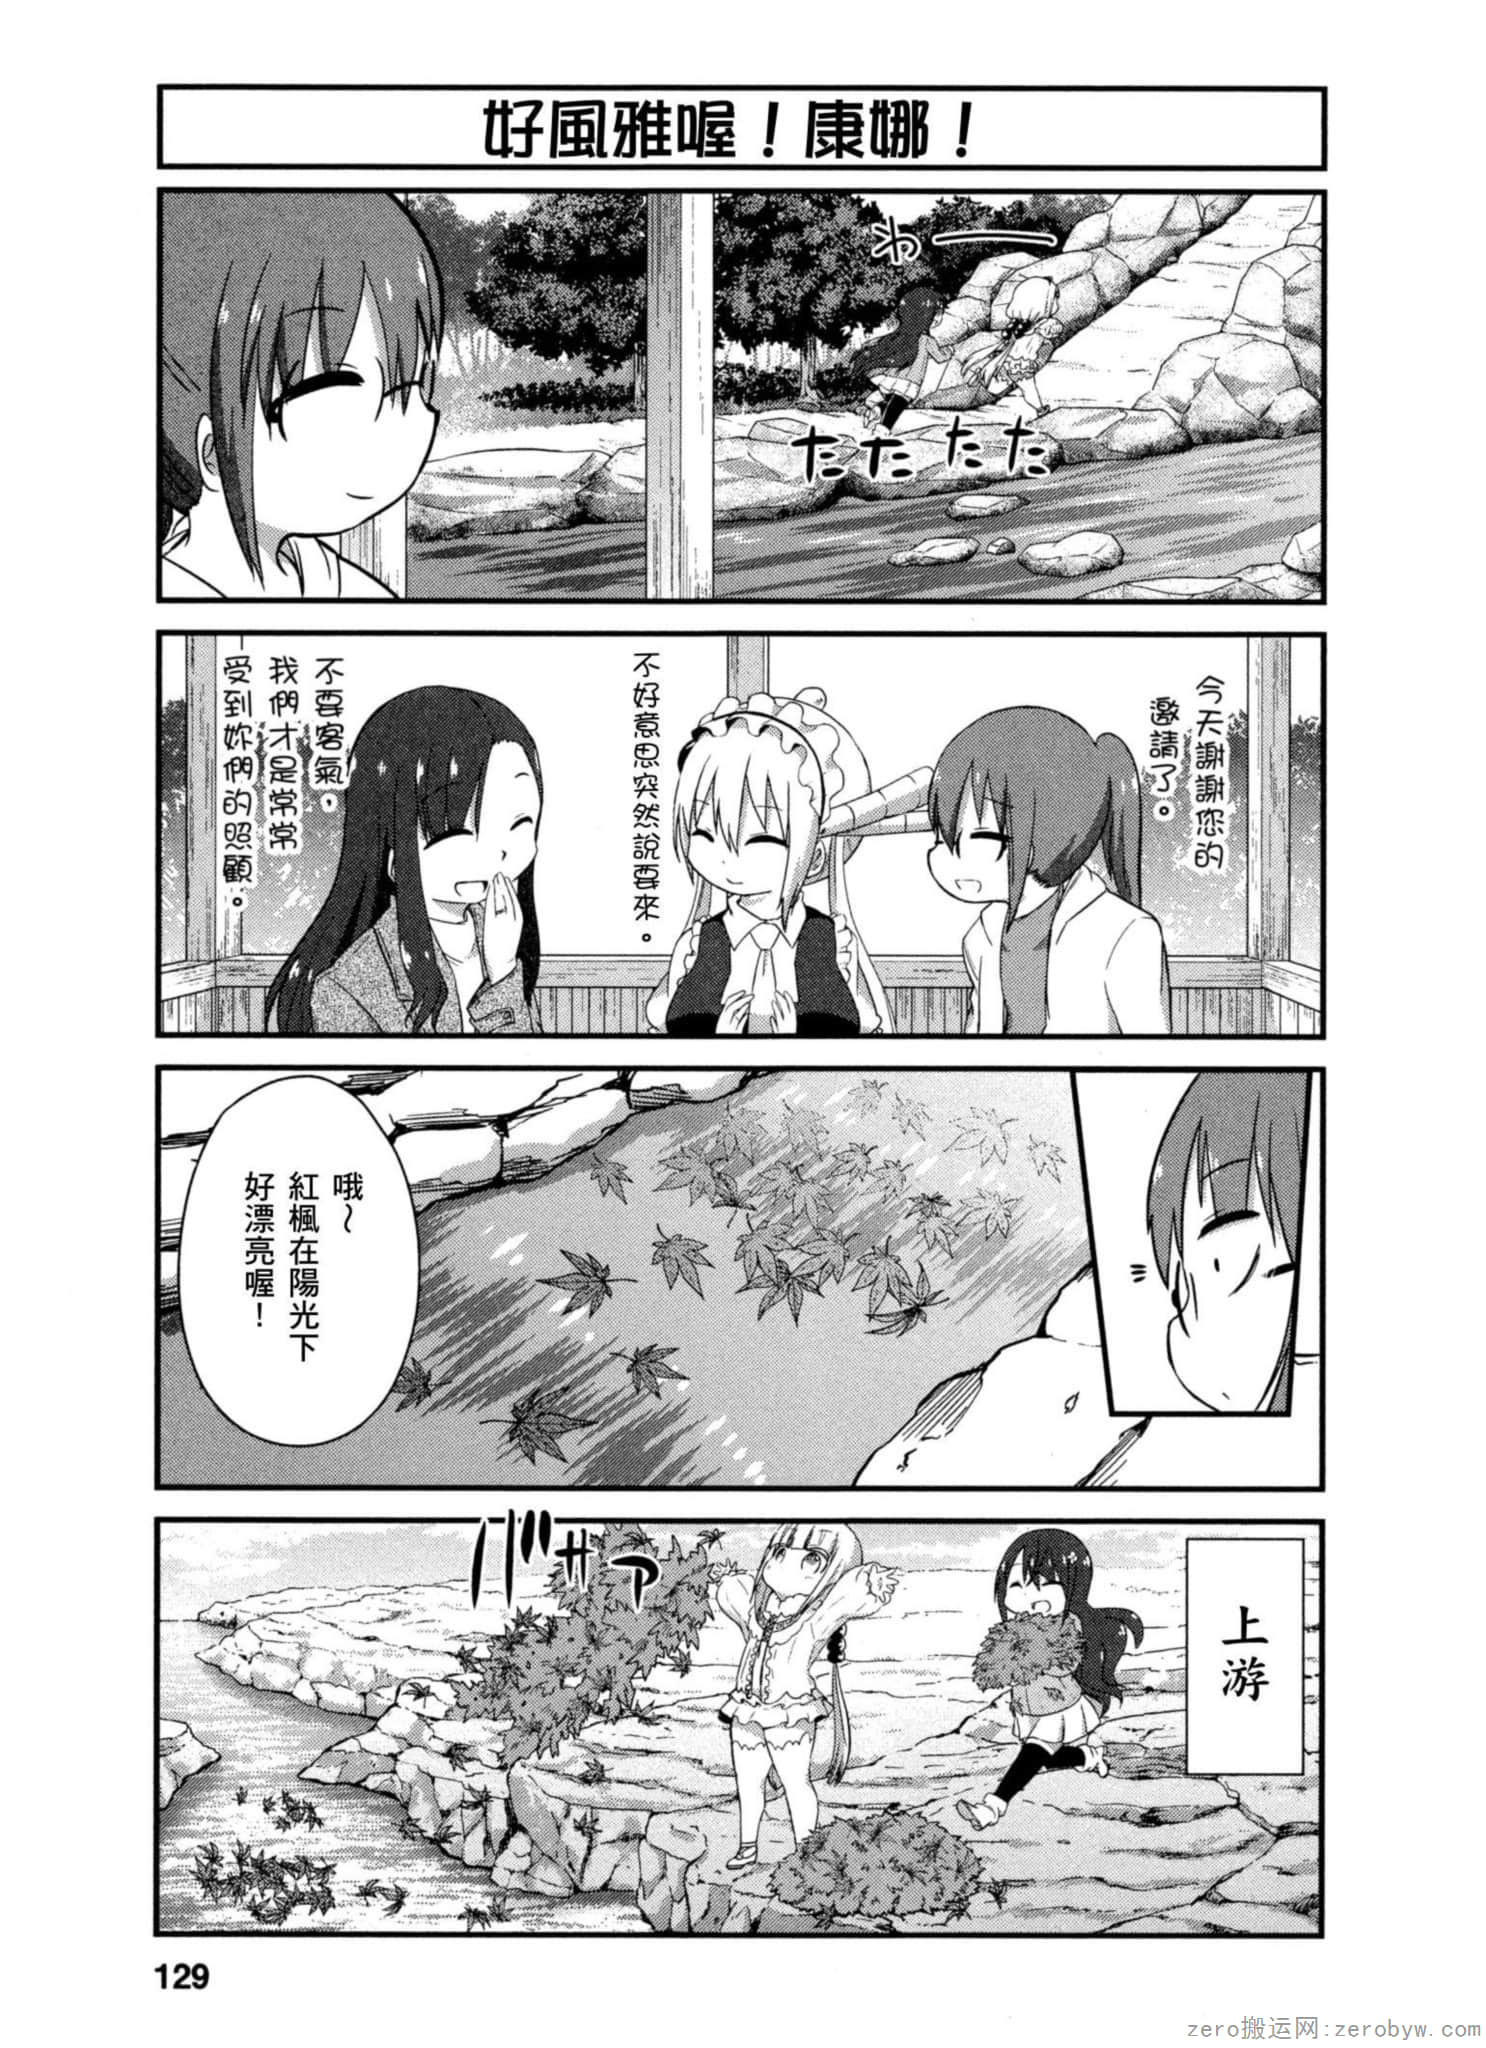 好風雅喔！康娜！
わー
たた たた
今天謝謝您的
邀請了。
不好意思突然說要來。
不要客氣，
我們才是常常
受到妳們的照顧。
哦～
紅楓在陽光下
好漂亮喔！
上游
バサァ
129
zero搬运网:zerobyw.com